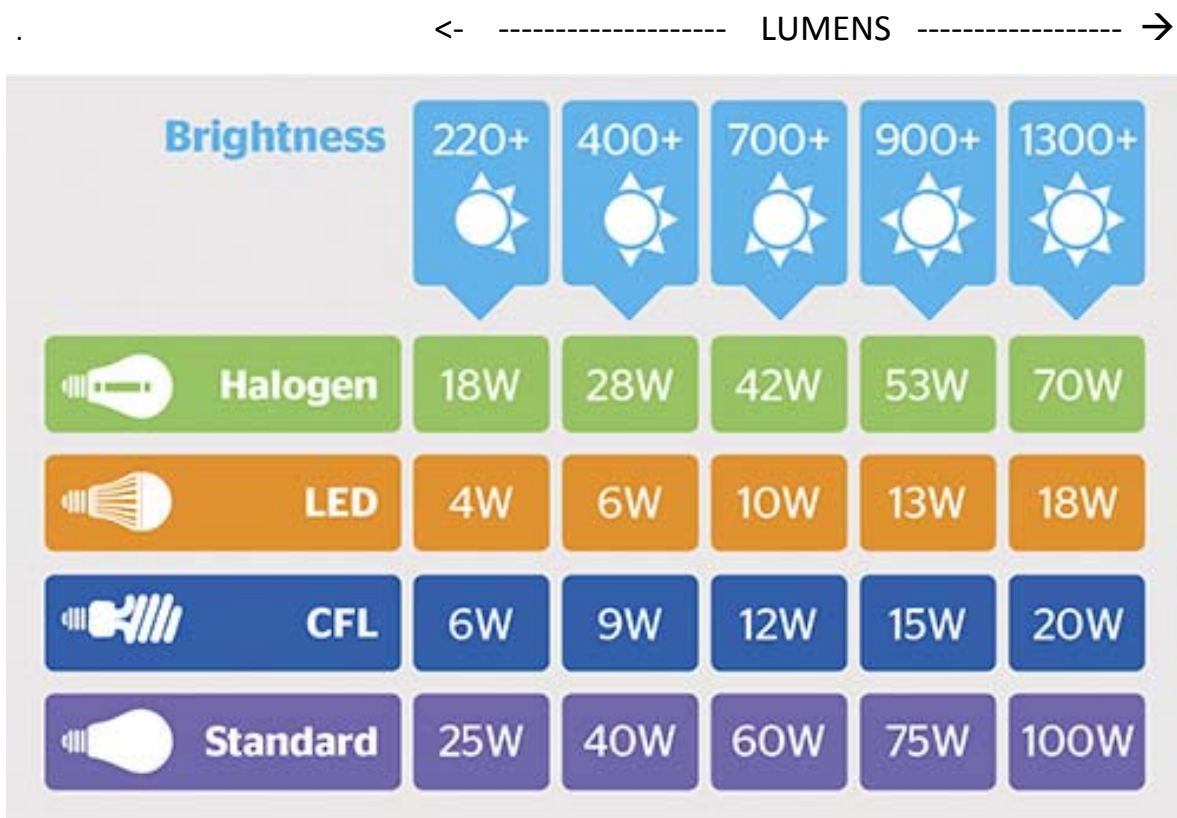 . <- -------------------- LUMENS ------------------ →
Brightness 220+ 400+ 700+ 900+ 1300+
Halogen 18W 28W 42W 53W 70W
LED 4W 6W 10W 13W 18W
CFL 6W 9W 12W 15W 20W
Standard 25W 40W 60W 75W 100W